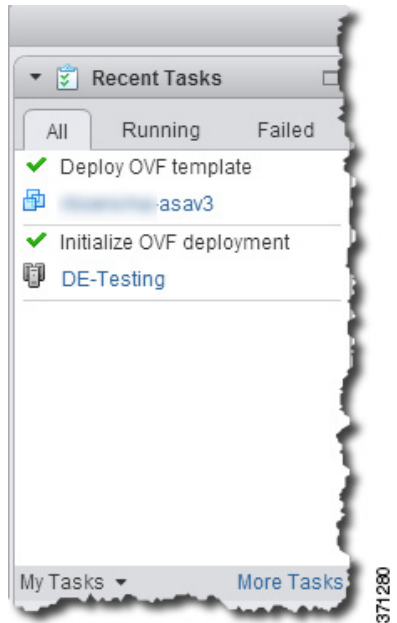 Recent Tasks
All Running Failed
Deploy OVF template
-asav3
Initialize OVF deployment
DE-Testing
My Tasks More Tasks
371280